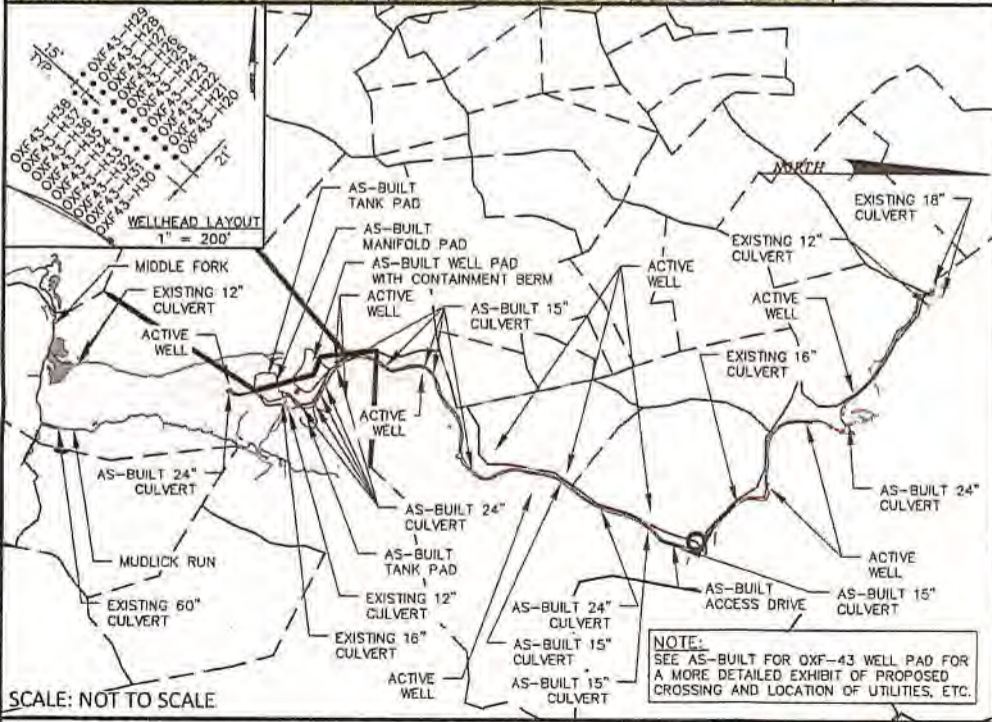 15'
TYP.
OXF43-H29
OXF43-H28
OXF43-H27
OXF43-H26
OXF43-H25
OXF43-H24
OXF43-H23
OXF43-H22
OXF43-H21
OXF43-H20
OXF43-H38
OXF43-H37
OXF43-H36
OXF43-H35
OXF43-H34
OXF43-H33
OXF43-H32
OXF43-H31
OXF43-H30
21'
WELLHEAD LAYOUT
1" = 200'
NORTH
AS-BUILT
TANK PAD
AS-BUILT
MANIFOLD PAD
AS-BUILT WELL PAD
WITH CONTAINMENT BERM
MIDDLE FORK
EXISTING 12"
CULVERT
ACTIVE
WELL
ACTIVE
WELL
AS-BUILT 15"
CULVERT
ACTIVE
WELL
EXISTING 12"
CULVERT
EXISTING 18"
CULVERT
ACTIVE
WELL
EXISTING 16"
CULVERT
ACTIVE
WELL
AS-BUILT 24"
CULVERT
MUDLICK RUN
EXISTING 60"
CULVERT
AS-BUILT 24"
CULVERT
AS-BUILT
TANK PAD
EXISTING 12"
CULVERT
EXISTING 16"
CULVERT
ACTIVE
WELL
AS-BUILT 24"
CULVERT
AS-BUILT 15"
CULVERT
AS-BUILT 15"
CULVERT
AS-BUILT
ACCESS DRIVE
AS-BUILT 24"
CULVERT
ACTIVE
WELL
AS-BUILT 15"
CULVERT
NOTE:
SEE AS-BUILT FOR OXF-43 WELL PAD FOR
A MORE DETAILED EXHIBIT OF PROPOSED
CROSSING AND LOCATION OF UTILITIES, ETC.
SCALE: NOT TO SCALE